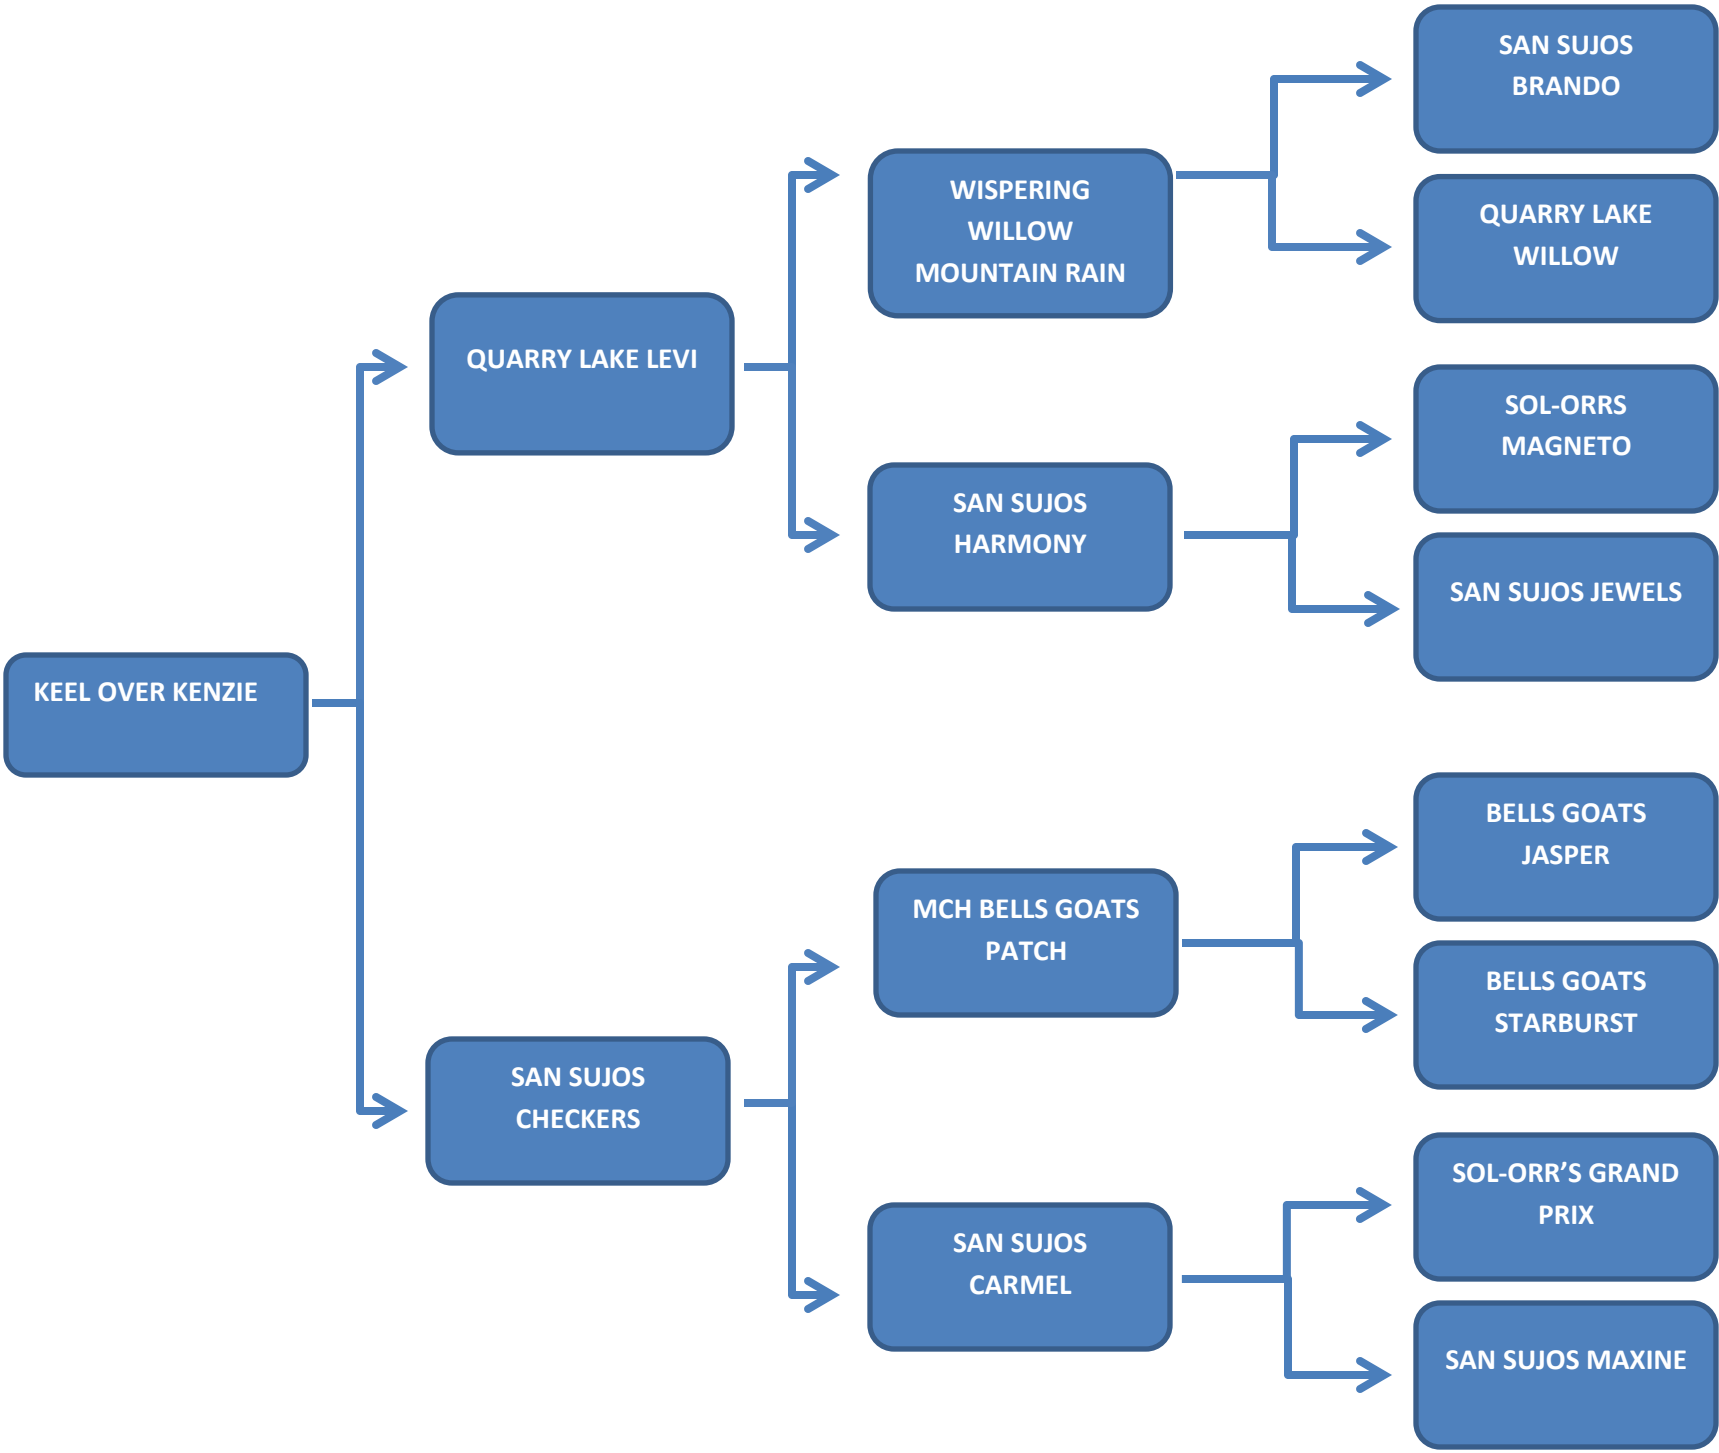 SAN SUJOS
BRANDO
WISPERING
WILLOW
MOUNTAIN RAIN
QUARRY LAKE
WILLOW
QUARRY LAKE LEVI
SOL-ORRS
MAGNETO
SAN SUJOS
HARMONY
SAN SUJOS JEWELS
KEEL OVER KENZIE
BELLS GOATS
JASPER
MCH BELLS GOATS
PATCH
BELLS GOATS
STARBURST
SAN SUJOS
CHECKERS
SOL-ORR’S GRAND
PRIX
SAN SUJOS
CARMEL
SAN SUJOS MAXINE